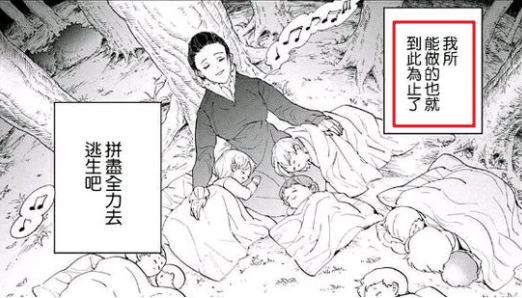 我所
能做的也就
到此為止了
拼盡全力去
逃生吧